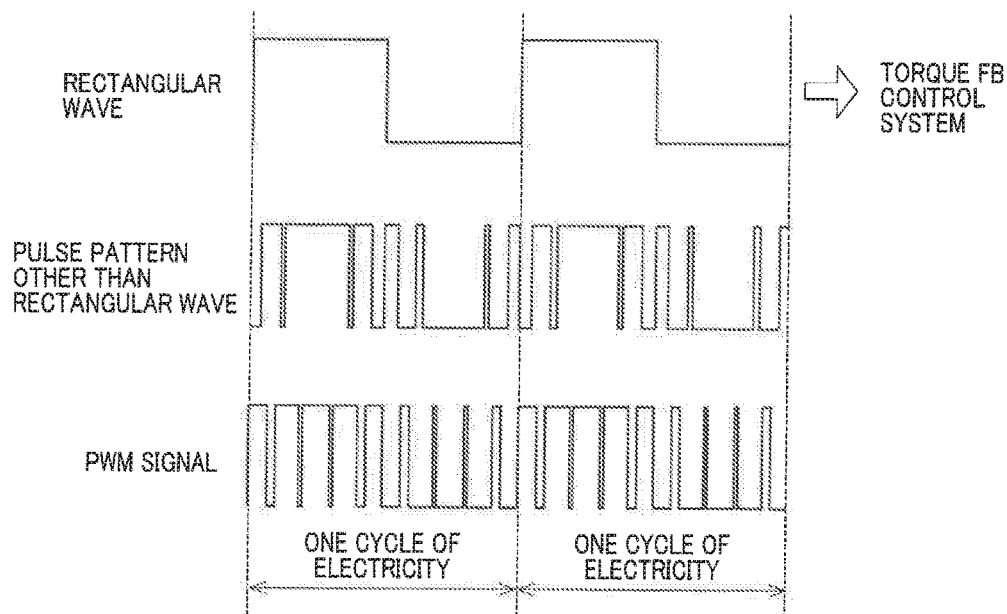 RECTANGULAR
WAVE
TORQUE FB
CONTROL
SYSTEM
PULSE PATTERN
OTHER THAN
RECTANGULAR WAVE
PWM SIGNAL
ONE CYCLE OF
ELECTRICITY
ONE CYCLE OF
ELECTRICITY